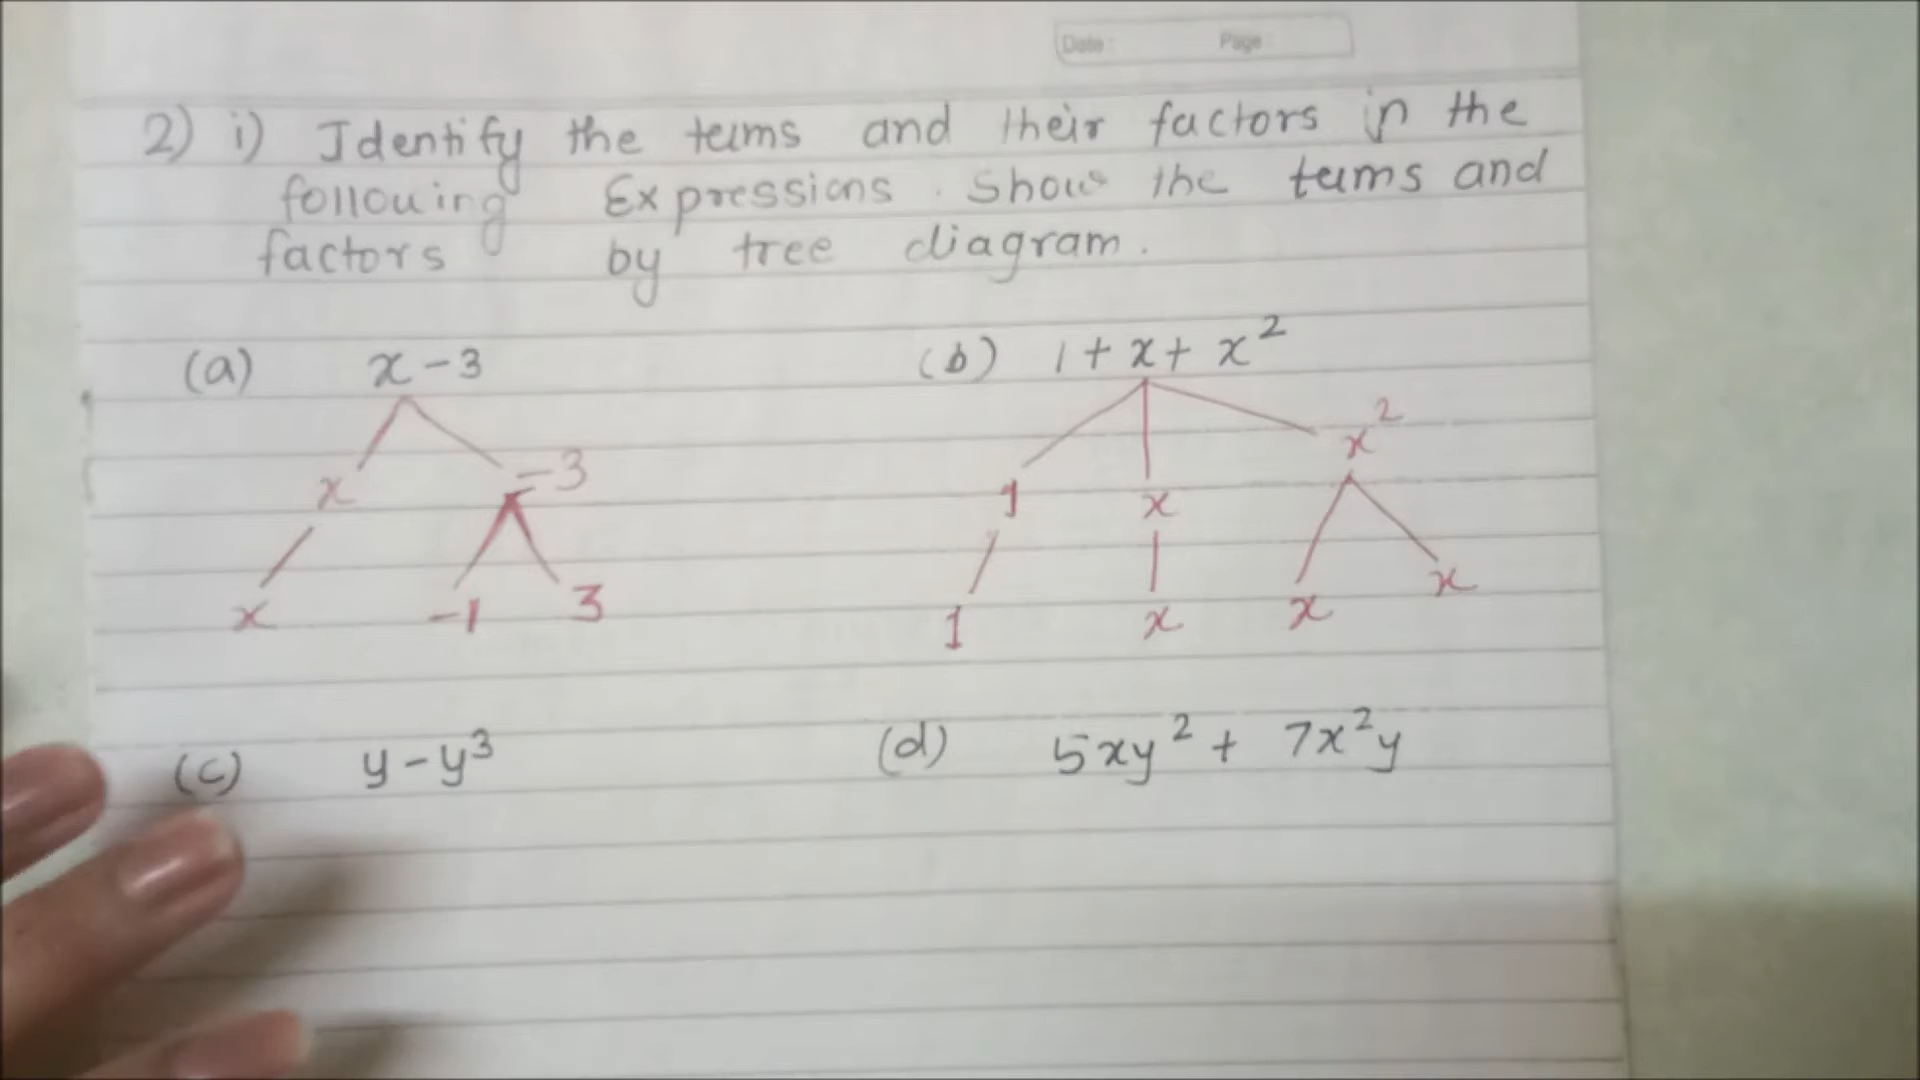 Date : Page :
2) i) Identify the terms and their factors in the
following Expressions. Show the terms and
factors by tree diagram.
(a) x - 3
(b) 1 + x + x²
x -3
1 x x²
x -1 3
1 x x x
(c) y - y³
(d) 5xy² + 7x²y